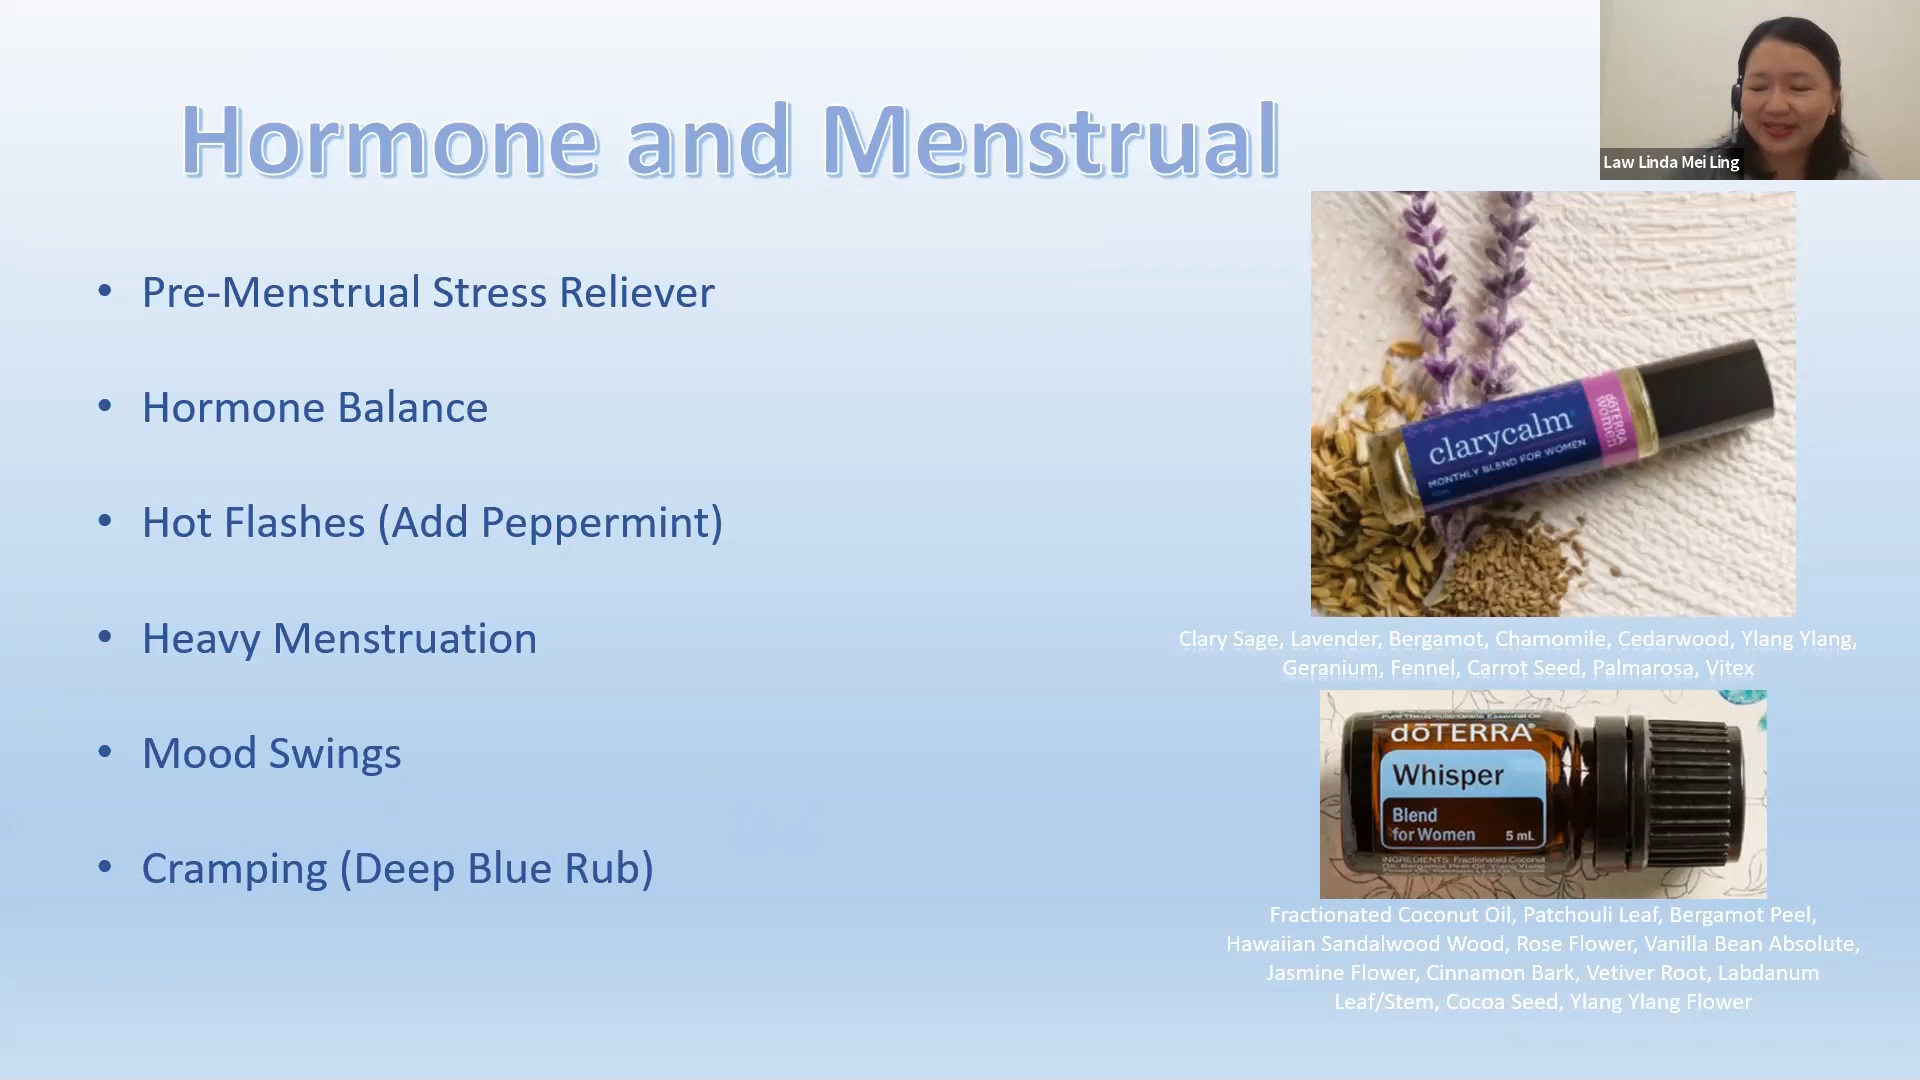 Hormone and Menstrual
Law Linda Mei Ling
• Pre-Menstrual Stress Reliever
• Hormone Balance
• Hot Flashes (Add Peppermint)
• Heavy Menstruation
• Mood Swings
• Cramping (Deep Blue Rub)
clarycalm
MONTHLY BLEND FOR WOMEN
dōTERRA
women
Clary Sage, Lavender, Bergamot, Chamomile, Cedarwood, Ylang Ylang,
Geranium, Fennel, Carrot Seed, Palmarosa, Vitex
dōTERRA®
Whisper
Blend
for Women 5 mL
INGREDIENTS: Fractionated Coconut
Fractionated Coconut Oil, Patchouli Leaf, Bergamot Peel,
Hawaiian Sandalwood Wood, Rose Flower, Vanilla Bean Absolute,
Jasmine Flower, Cinnamon Bark, Vetiver Root, Labdanum
Leaf/Stem, Cocoa Seed, Ylang Ylang Flower